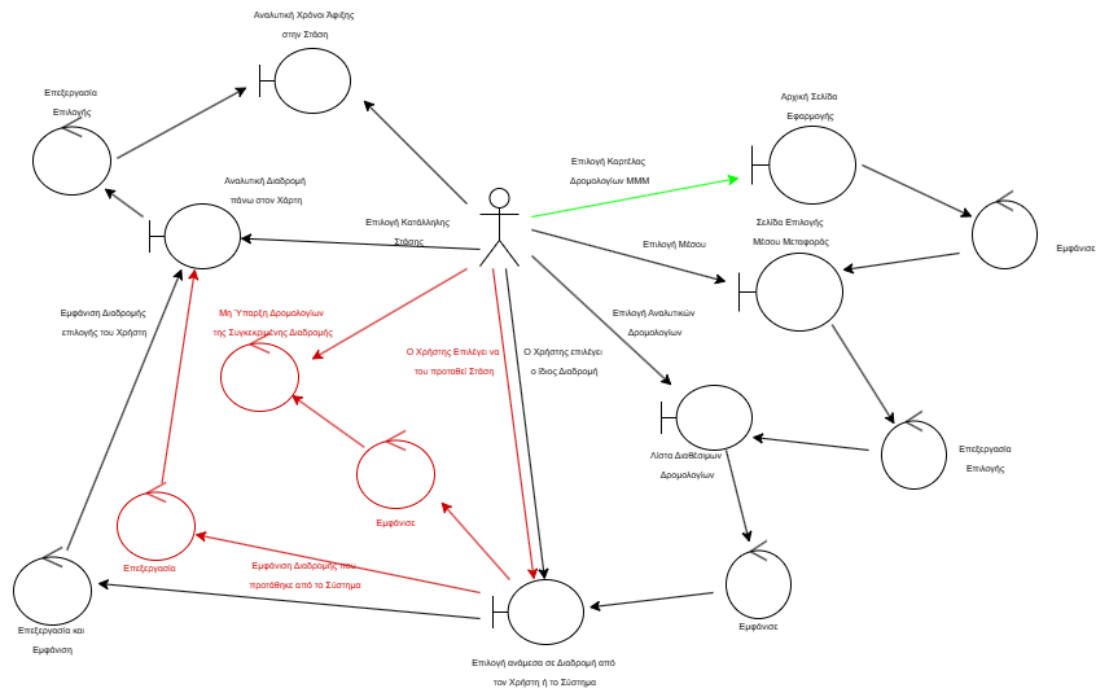 Αναλυτική Χρόνοι Άφιξης
στην Στάση
Επεξεργασία
Επιλογής
Αρχική Σελίδα
Εφαρμογής
Επιλογή Καρτέλας
Δρομολογίων ΜΜΜ
Αναλυτική Διαδρομή
πάνω στον Χάρτη
Επιλογή Κατάλληλης
Στάσης
Σελίδα Επιλογής
Μέσου Μεταφοράς
Επιλογή Μέσου
Εμφάνισε
Εμφάνιση Διαδρομής
επιλογής του Χρήστη
Μη Ύπαρξη Δρομολογίων
της Συγκεκριμένης Διαδρομής
Επιλογή Αναλυτικών
Δρομολογίων
Ο Χρήστης Επιλέγει να
του προταθεί Στάση
Ο Χρήστης επιλέγει
ο ίδιος Διαδρομή
Λίστα Διαθέσιμων
Δρομολογίων
Επεξεργασία
Επιλογής
Εμφάνισε
Επεξεργασία
Εμφάνιση Διαδρομής που
προτάθηκε από το Σύστημα
Επεξεργασία και
Εμφάνιση
Εμφάνισε
Επιλογή ανάμεσα σε Διαδρομή από
τον Χρήστη ή το Σύστημα